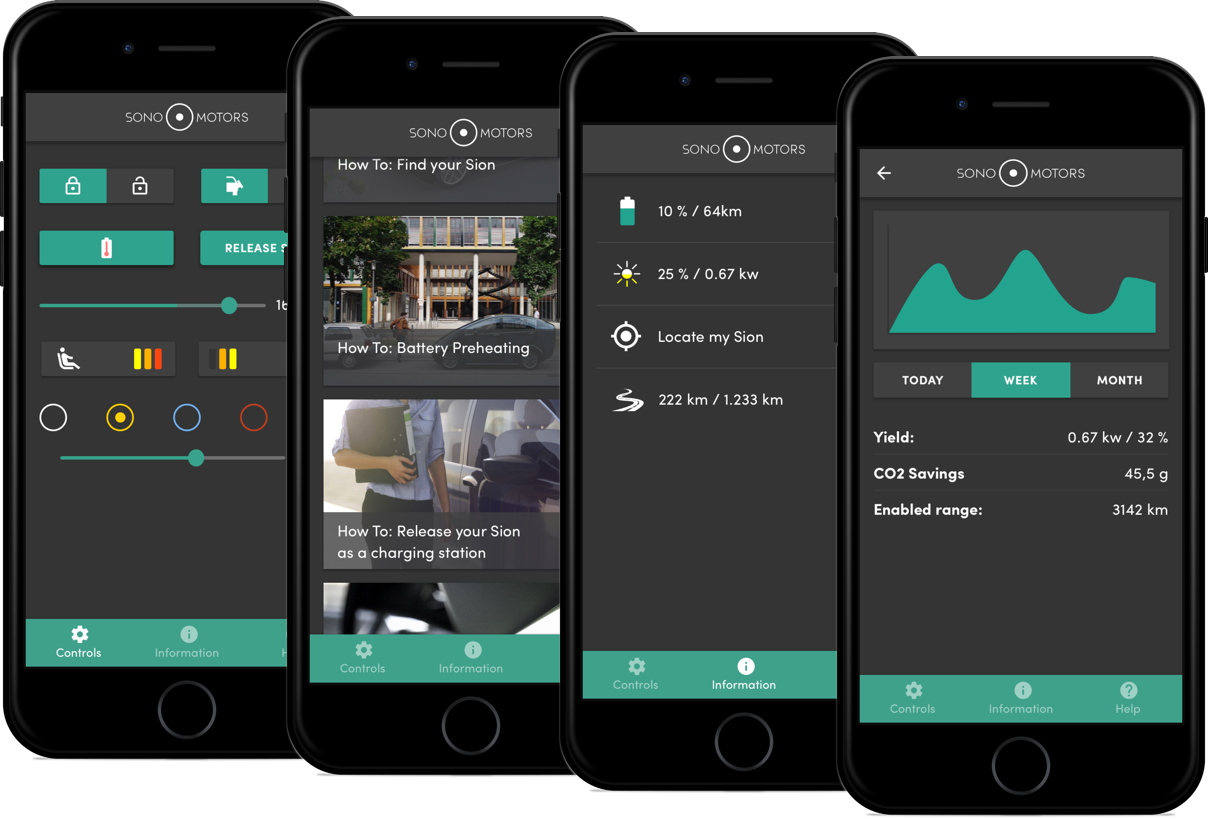 SONO MOTORS
RELEASE
Controls
Information
SONO MOTORS
How To: Find your Sion
How To: Battery Preheating
How To: Release your Sion
as a charging station
Controls
Information
SONO MOTORS
10 % / 64km
25 % / 0.67 kw
Locate my Sion
222 km / 1.233 km
Controls
Information
SONO MOTORS
TODAY
WEEK
MONTH
Yield:
0.67 kw / 32 %
CO2 Savings
45,5 g
Enabled range:
3142 km
Controls
Information
Help